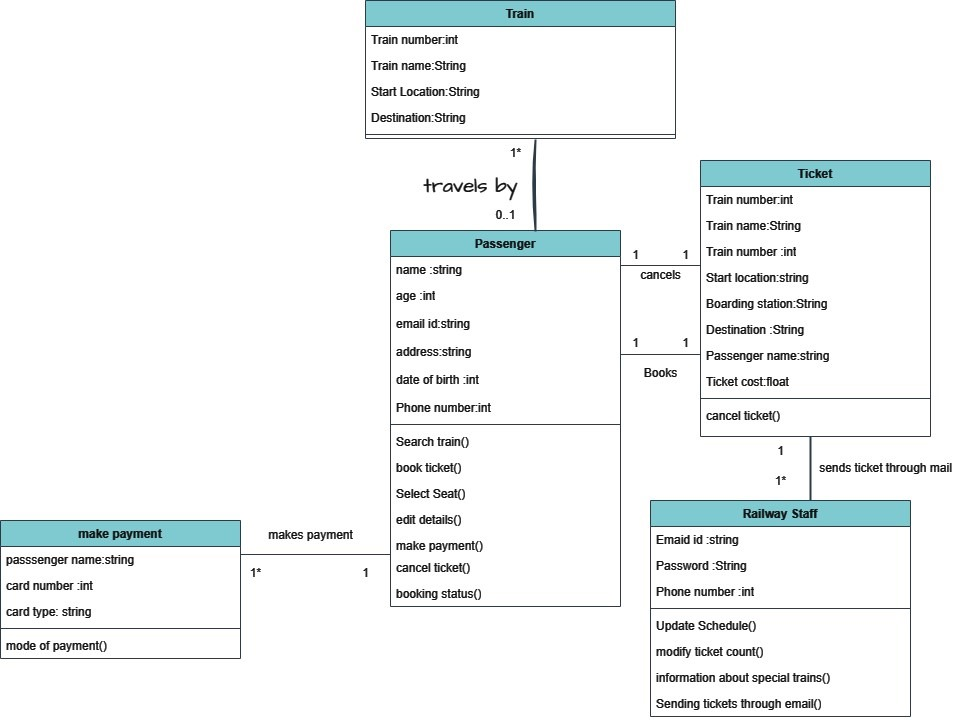 Train
Train number:int
Train name:String
Start Location:String
Destination:String
1*
travels by
0..1
Passenger
name :string
age :int
email id:string
address:string
date of birth :int
Phone number:int
Search train()
book ticket()
Select Seat()
edit details()
make payment()
cancel ticket()
booking status()
1 1
cancels
1 1
Books
Ticket
Train number:int
Train name:String
Train number :int
Start location:string
Boarding station:String
Destination :String
Passenger name:string
Ticket cost:float
cancel ticket()
1
sends ticket through mail
1*
Railway Staff
Emaid id :string
Password :String
Phone number :int
Update Schedule()
modify ticket count()
information about special trains()
Sending tickets through email()
makes payment
1* 1
make payment
passsenger name:string
card number :int
card type: string
mode of payment()